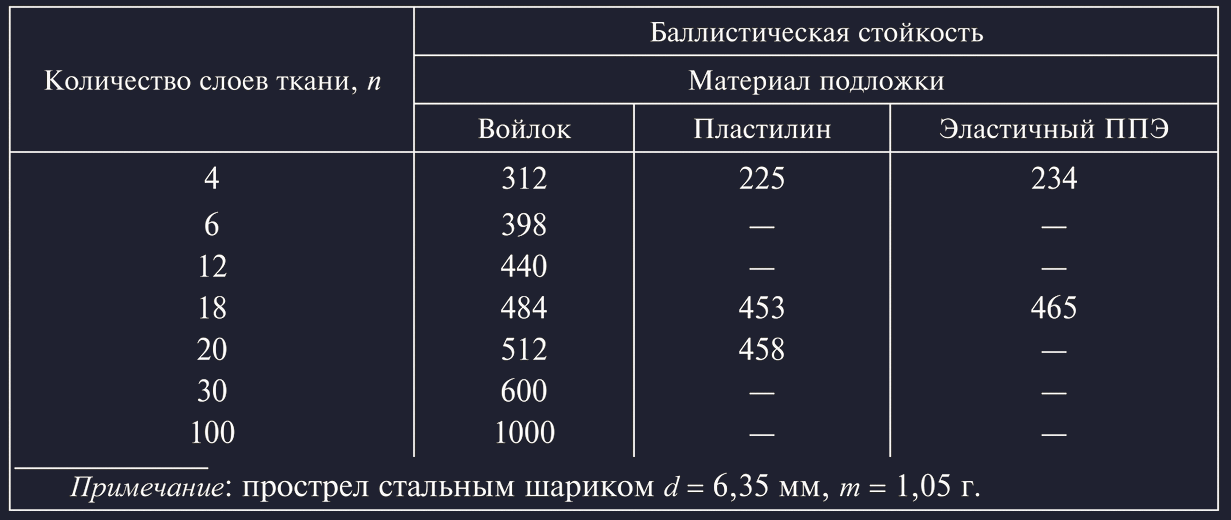 Количество слоев ткани, n
Баллистическая стойкость
Материал подложки
Войлок Пластилин Эластичный ППЭ
4 312 225 234
6 398 — —
12 440 — —
18 484 453 465
20 512 458 —
30 600 — —
100 1000 — —
Примечание: прострел стальным шариком d = 6,35 мм, m = 1,05 г.